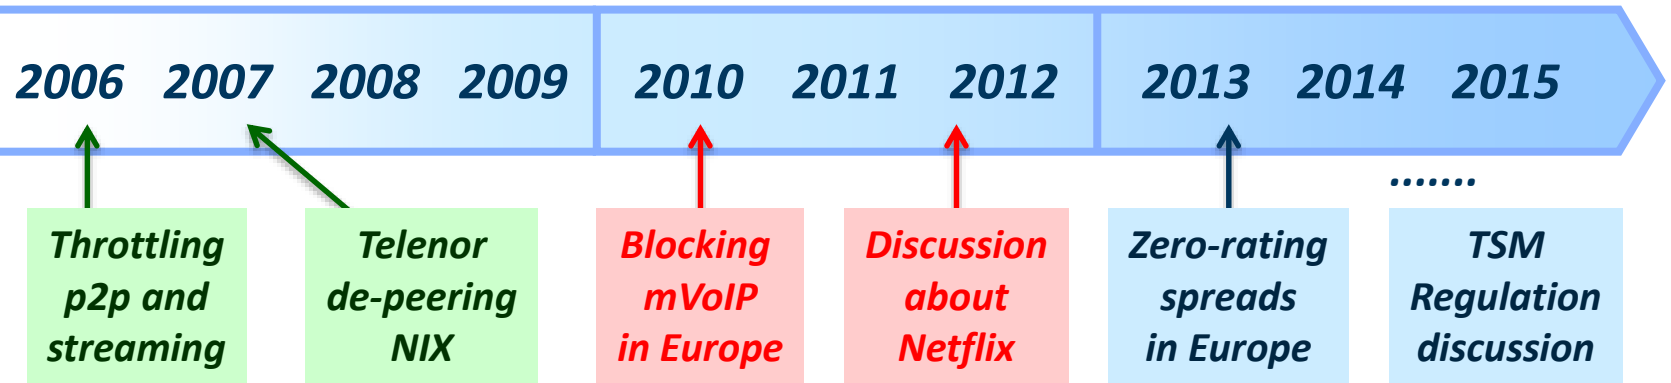 2006 2007 2008 2009 2010 2011 2012 2013 2014 2015
.......
Throttling
p2p and
streaming
Telenor
de-peering
NIX
Blocking
mVoIP
in Europe
Discussion
about
Netflix
Zero-rating
spreads
in Europe
TSM
Regulation
discussion